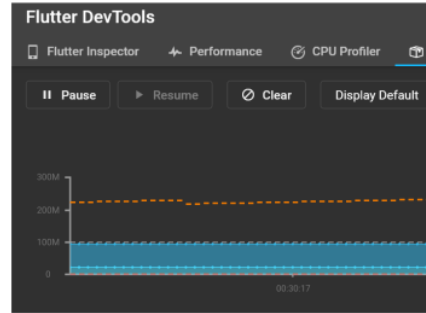 Flutter DevTools
Flutter Inspector Performance CPU Profiler
Pause Resume Clear Display Default
300M
200M
100M
0
00:30:17